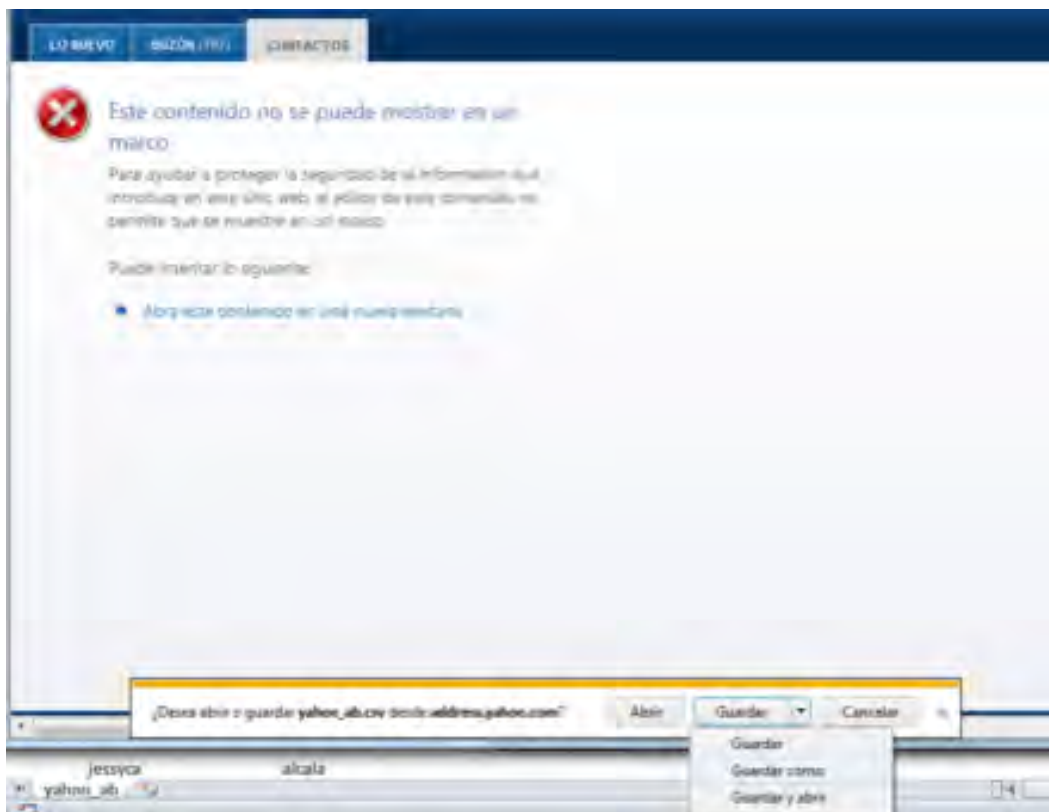 LO NUEVO BUZÓN CONTACTOS
Este contenido no se puede mostrar en un
marco
Para ayudar a proteger la seguridad de la información que
introduce en este sitio web, el editor de este contenido no
permite que se muestre en un marco.
Puede intentar lo siguiente:
Abra este contenido en una nueva ventana
¿Desea abrir o guardar yahoo_ab.csv desde address.yahoo.com? Abrir Guardar Cancelar
Guardar
Guardar como
Guardar y abrir
jessyca alcala
yahoo_ab